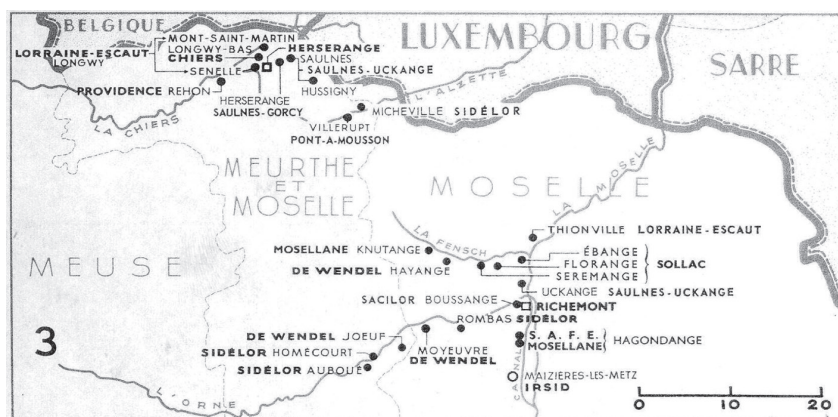 BELGIQUE
LUXEMBOURG
SARRE
MONT-SAINT-MARTIN
LORRAINE-ESCAUT
LONGWY-BAS
LONGWY
CHIERS
HERSERANGE
SAULNES
SENELLE
SAULNES-UCKANGE
PROVIDENCE REHON
HUSSIGNY
HERSERANGE
SAULNES-GORCY
L'ALZETTE
MICHEVILLE SIDÉLOR
LA CHIERS
VILLERUPT
PONT-A-MOUSSON
MEURTHE
ET
MOSELLE
MOSELLE
LA MOSELLE
THIONVILLE LORRAINE-ESCAUT
LA FENSCH
MOSELLANE KNUTANGE
ÉBANGE
MEUSE
DE WENDEL HAYANGE
FLORANGE
SOLLAC
SEREMANGE
UCKANGE SAULNES-UCKANGE
SACILOR BOUSSANGE
RICHEMONT
ROMBAS SIDÉLOR
3
DE WENDEL JOEUF
S. A. F. E.
MOSELLANE
HAGONDANGE
SIDÉLOR HOMÉCOURT
MOYEUVRE
DE WENDEL
SIDÉLOR AUBOUÉ
CANAL
MAIZIÈRES-LES-METZ
IRSID
L'ORNE
0 10 20